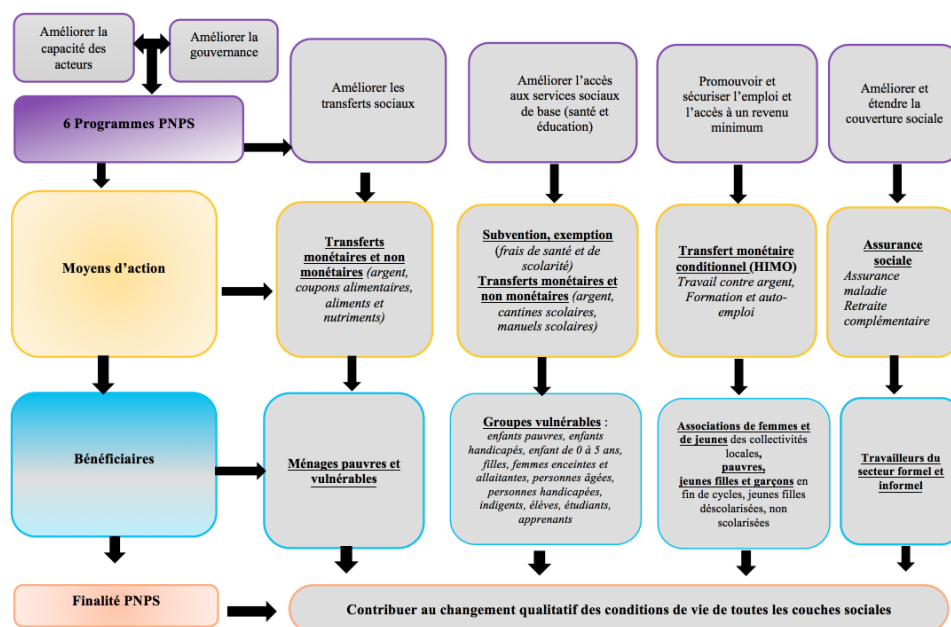 Améliorer la
capacité des
acteurs
Améliorer la
gouvernance
6 Programmes PNPS
Améliorer les
transferts sociaux
Améliorer l’accès
aux services sociaux
de base (santé et
éducation)
Promouvoir et
sécuriser l’emploi et
l’accès à un revenu
minimum
Améliorer et
étendre la
couverture sociale
Moyens d’action
Transferts
monétaires et non
monétaires (argent,
coupons alimentaires,
aliments et
nutriments)
Subvention, exemption
(frais de santé et de
scolarité)
Transferts monétaires et
non monétaires (argent,
cantines scolaires,
manuels scolaires)
Transfert monétaire
conditionnel (HIMO)
Travail contre argent,
Formation et auto-
emploi
Assurance
sociale
Assurance
maladie
Retraite
complémentaire
Bénéficiaires
Ménages pauvres et
vulnérables
Groupes vulnérables :
enfants pauvres, enfants
handicapés, enfant de 0 à 5 ans,
filles, femmes enceintes et
allaitantes, personnes âgées,
personnes handicapées,
indigents, élèves, étudiants,
apprenants
Associations de femmes et
de jeunes des collectivités
locales,
pauvres,
jeunes filles et garçons en
fin de cycles, jeunes filles
déscolarisées, non
scolarisées
Travailleurs du
secteur formel et
informel
Finalité PNPS
Contribuer au changement qualitatif des conditions de vie de toutes les couches sociales